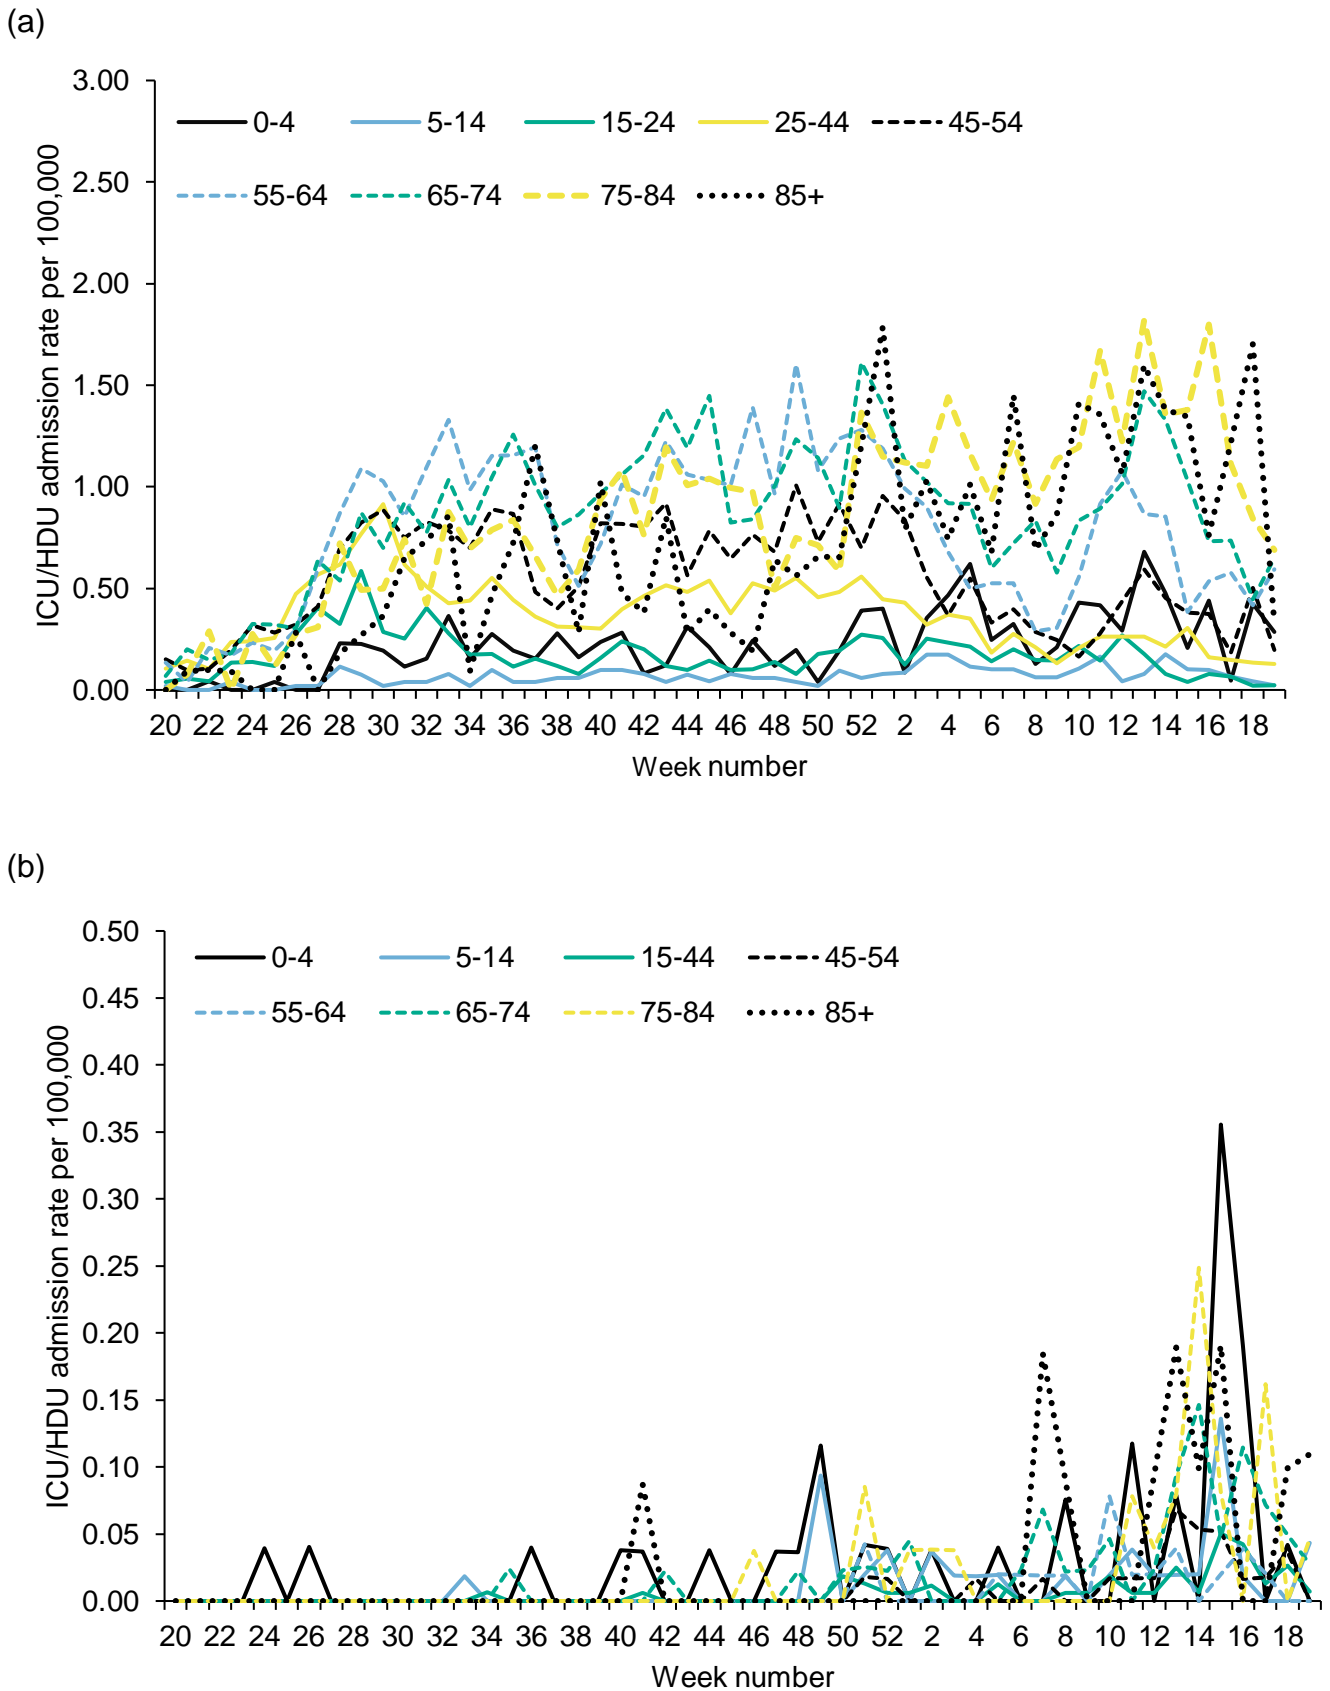 (a)
ICU/HDU admission rate per 100,000
3.00
2.50
2.00
1.50
1.00
0.50
0.00
0-4 5-14 15-24 25-44 45-54
55-64 65-74 75-84 85+
20 22 24 26 28 30 32 34 36 38 40 42 44 46 48 50 52 2 4 6 8 10 12 14 16 18
Week number
(b)
ICU/HDU admission rate per 100,000
0.50
0.45
0.40
0.35
0.30
0.25
0.20
0.15
0.10
0.05
0.00
0-4 5-14 15-44 45-54
55-64 65-74 75-84 85+
20 22 24 26 28 30 32 34 36 38 40 42 44 46 48 50 52 2 4 6 8 10 12 14 16 18
Week number